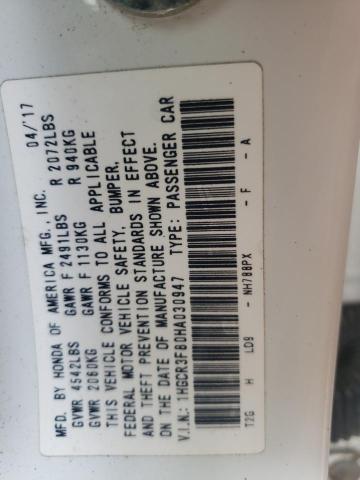 MFD. BY HONDA OF AMERICA MFG., INC. 04/'17
GVWR 4542LBS GAWR F 2491LBS R 2072LBS
GVWR 2060KG GAWR F 1130KG R 940KG
THIS VEHICLE CONFORMS TO ALL APPLICABLE
FEDERAL MOTOR VEHICLE SAFETY, BUMPER,
AND THEFT PREVENTION STANDARDS IN EFFECT
ON THE DATE OF MANUFACTURE SHOWN ABOVE.
V.I.N.: 1HGCR3F80HA030947 TYPE: PASSENGER CAR
T2G H LD9 - NH788PX - F - A